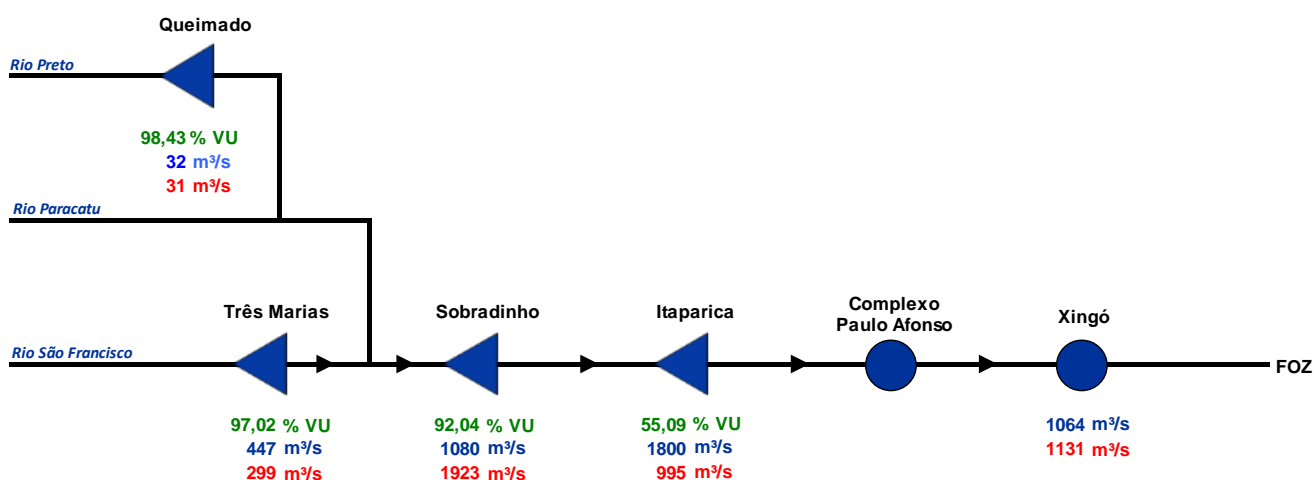 Queimado
Rio Preto
98,43 % VU
32 m³/s
31 m³/s
Rio Paracatu
Três Marias
Sobradinho
Itaparica
Complexo
Paulo Afonso
Xingó
Rio São Francisco
FOZ
97,02 % VU
447 m³/s
299 m³/s
92,04 % VU
1080 m³/s
1923 m³/s
55,09 % VU
1800 m³/s
995 m³/s
1064 m³/s
1131 m³/s